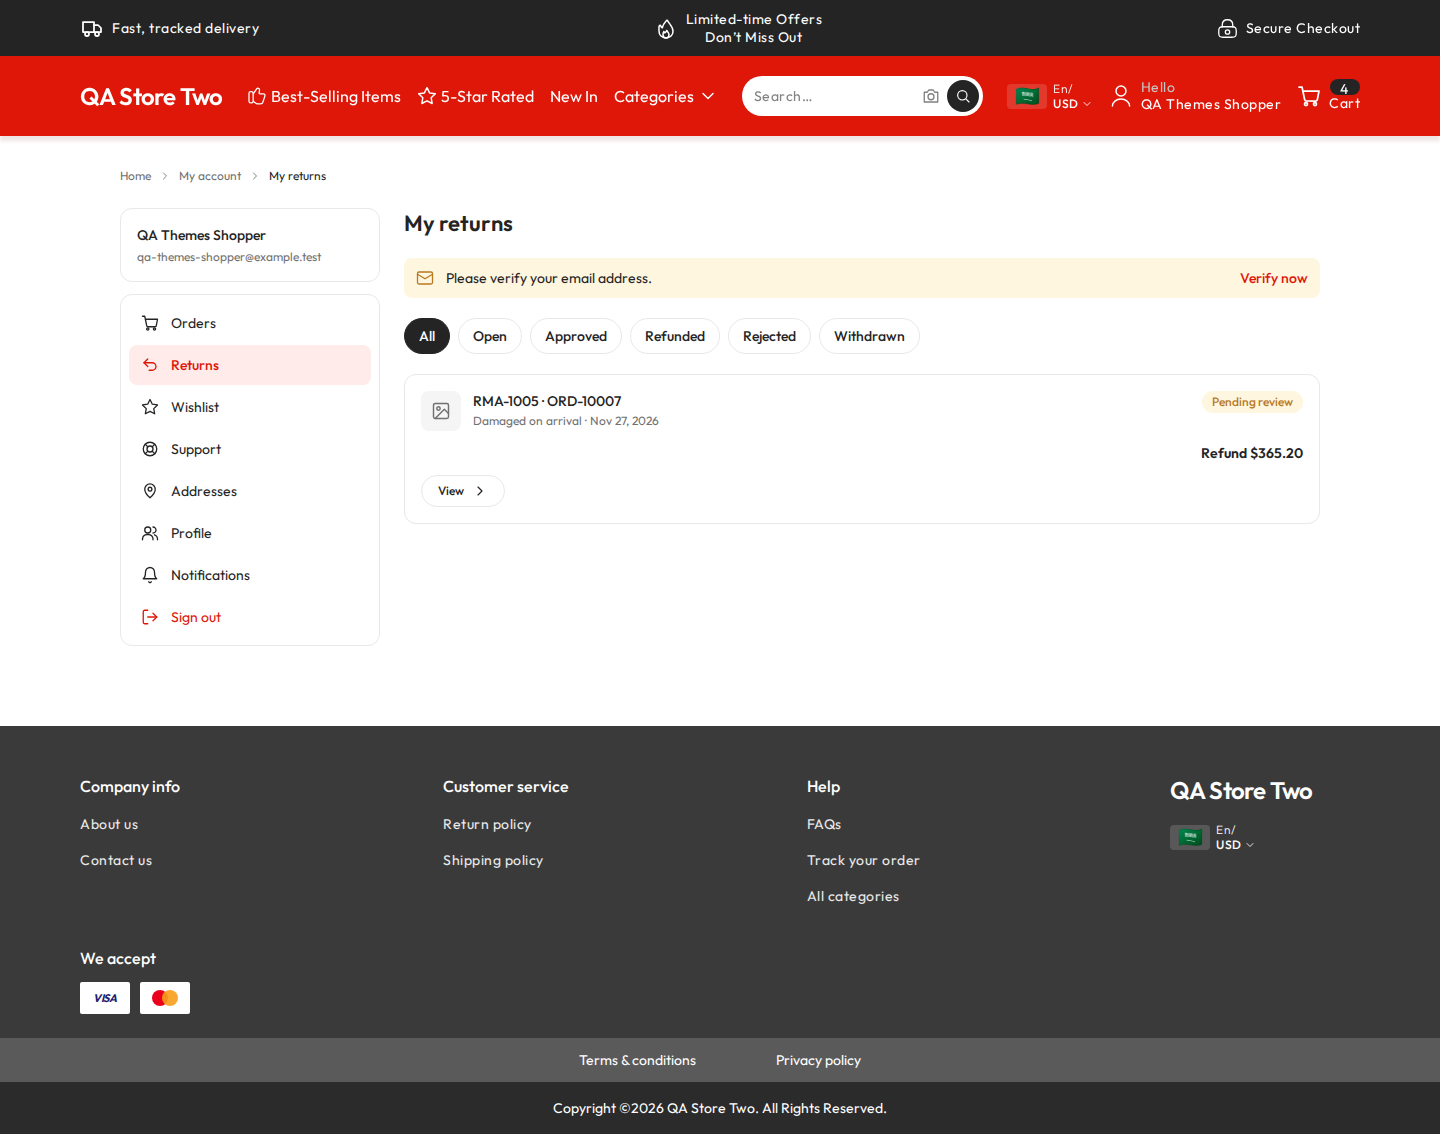 Fast, tracked delivery
Limited-time Offers
Don't Miss Out
Secure Checkout
QA Store Two
Best-Selling Items
5-Star Rated
New In
Categories
Search...
En/
USD
Hello
QA Themes Shopper
4
Cart
Home
My account
My returns
QA Themes Shopper
qa-themes-shopper@example.test
Orders
Returns
Wishlist
Support
Addresses
Profile
Notifications
Sign out
My returns
Please verify your email address.
Verify now
All
Open
Approved
Refunded
Rejected
Withdrawn
RMA-1005 · ORD-10007
Pending review
Damaged on arrival · Nov 27, 2026
Refund $365.20
View
Company info
About us
Contact us
Customer service
Return policy
Shipping policy
Help
FAQs
Track your order
All categories
QA Store Two
En/
USD
We accept
VISA
Terms & conditions
Privacy policy
Copyright ©2026 QA Store Two. All Rights Reserved.